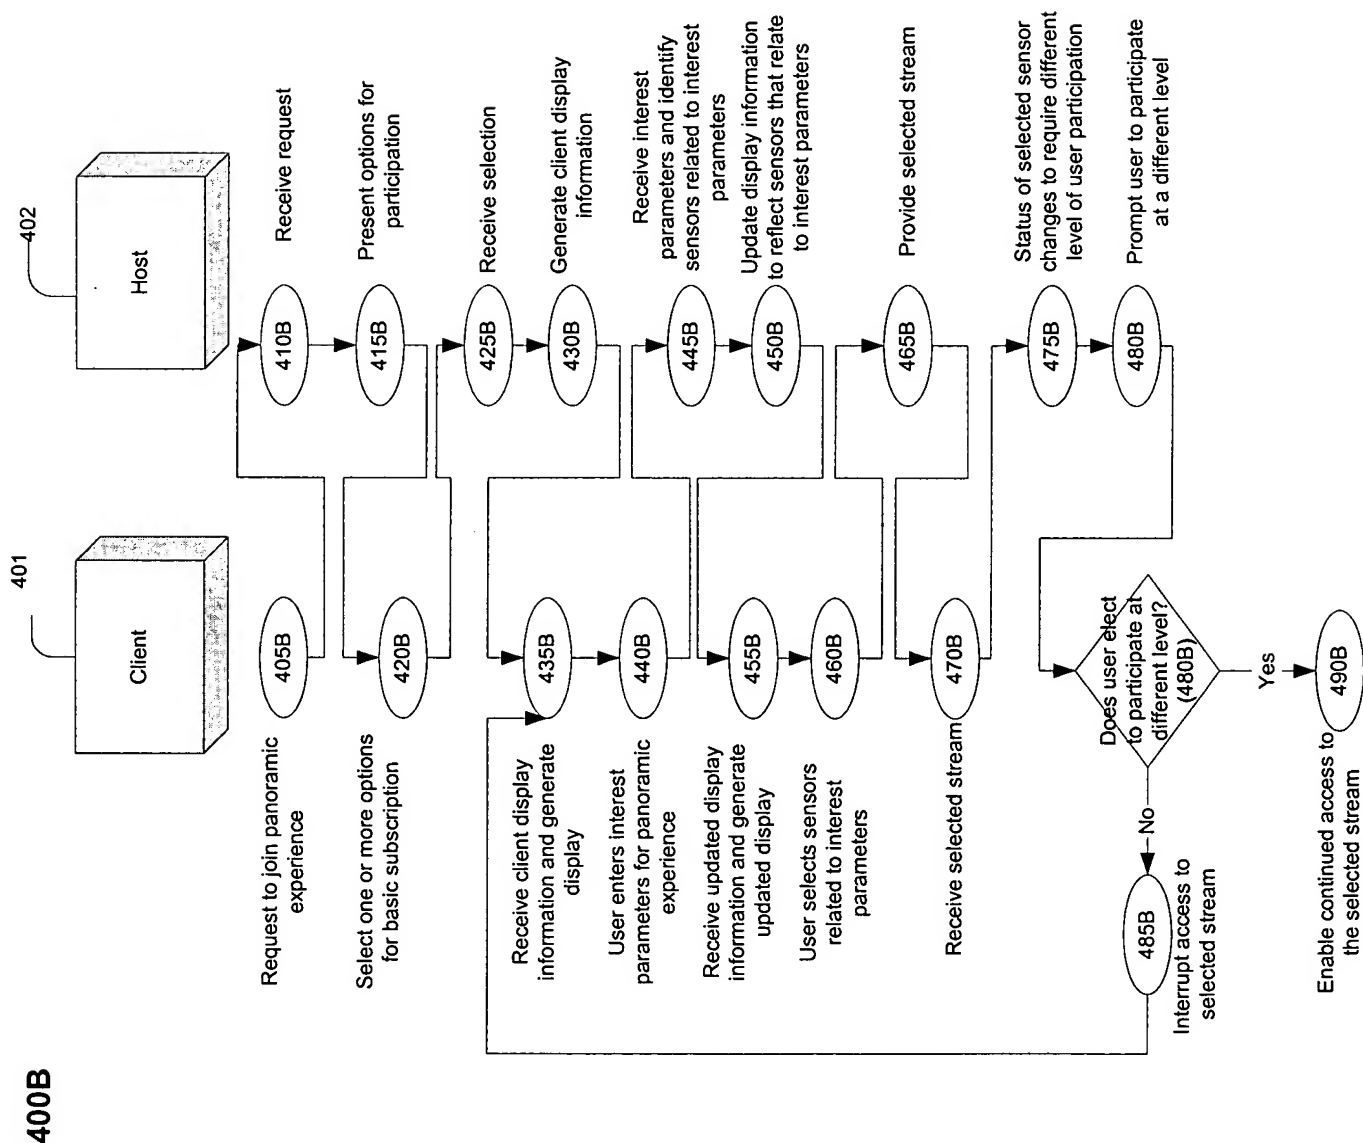 400B
401
Client
402
Host
405B
Request to join panoramic
experience
410B
Receive request
415B
Present options for
participation
420B
Select one or more options
for basic subscription
425B
Receive selection
430B
Generate client display
information
435B
Receive client display
information and generate
display
440B
User enters interest
parameters for panoramic
experience
445B
Receive interest
parameters and identify
sensors related to interest
parameters
450B
Update display information
to reflect sensors that relate
to interest parameters
455B
Receive updated display
information and generate
updated display
460B
User selects sensors
related to interest
parameters
465B
Provide selected stream
470B
Receive selected stream
475B
Status of selected sensor
changes to require different
level of user participation
480B
Prompt user to participate
at a different level
Does user elect
to participate at
different level?
(480B)
No
485B
Interrupt access to
selected stream
Yes
490B
Enable continued access to
the selected stream